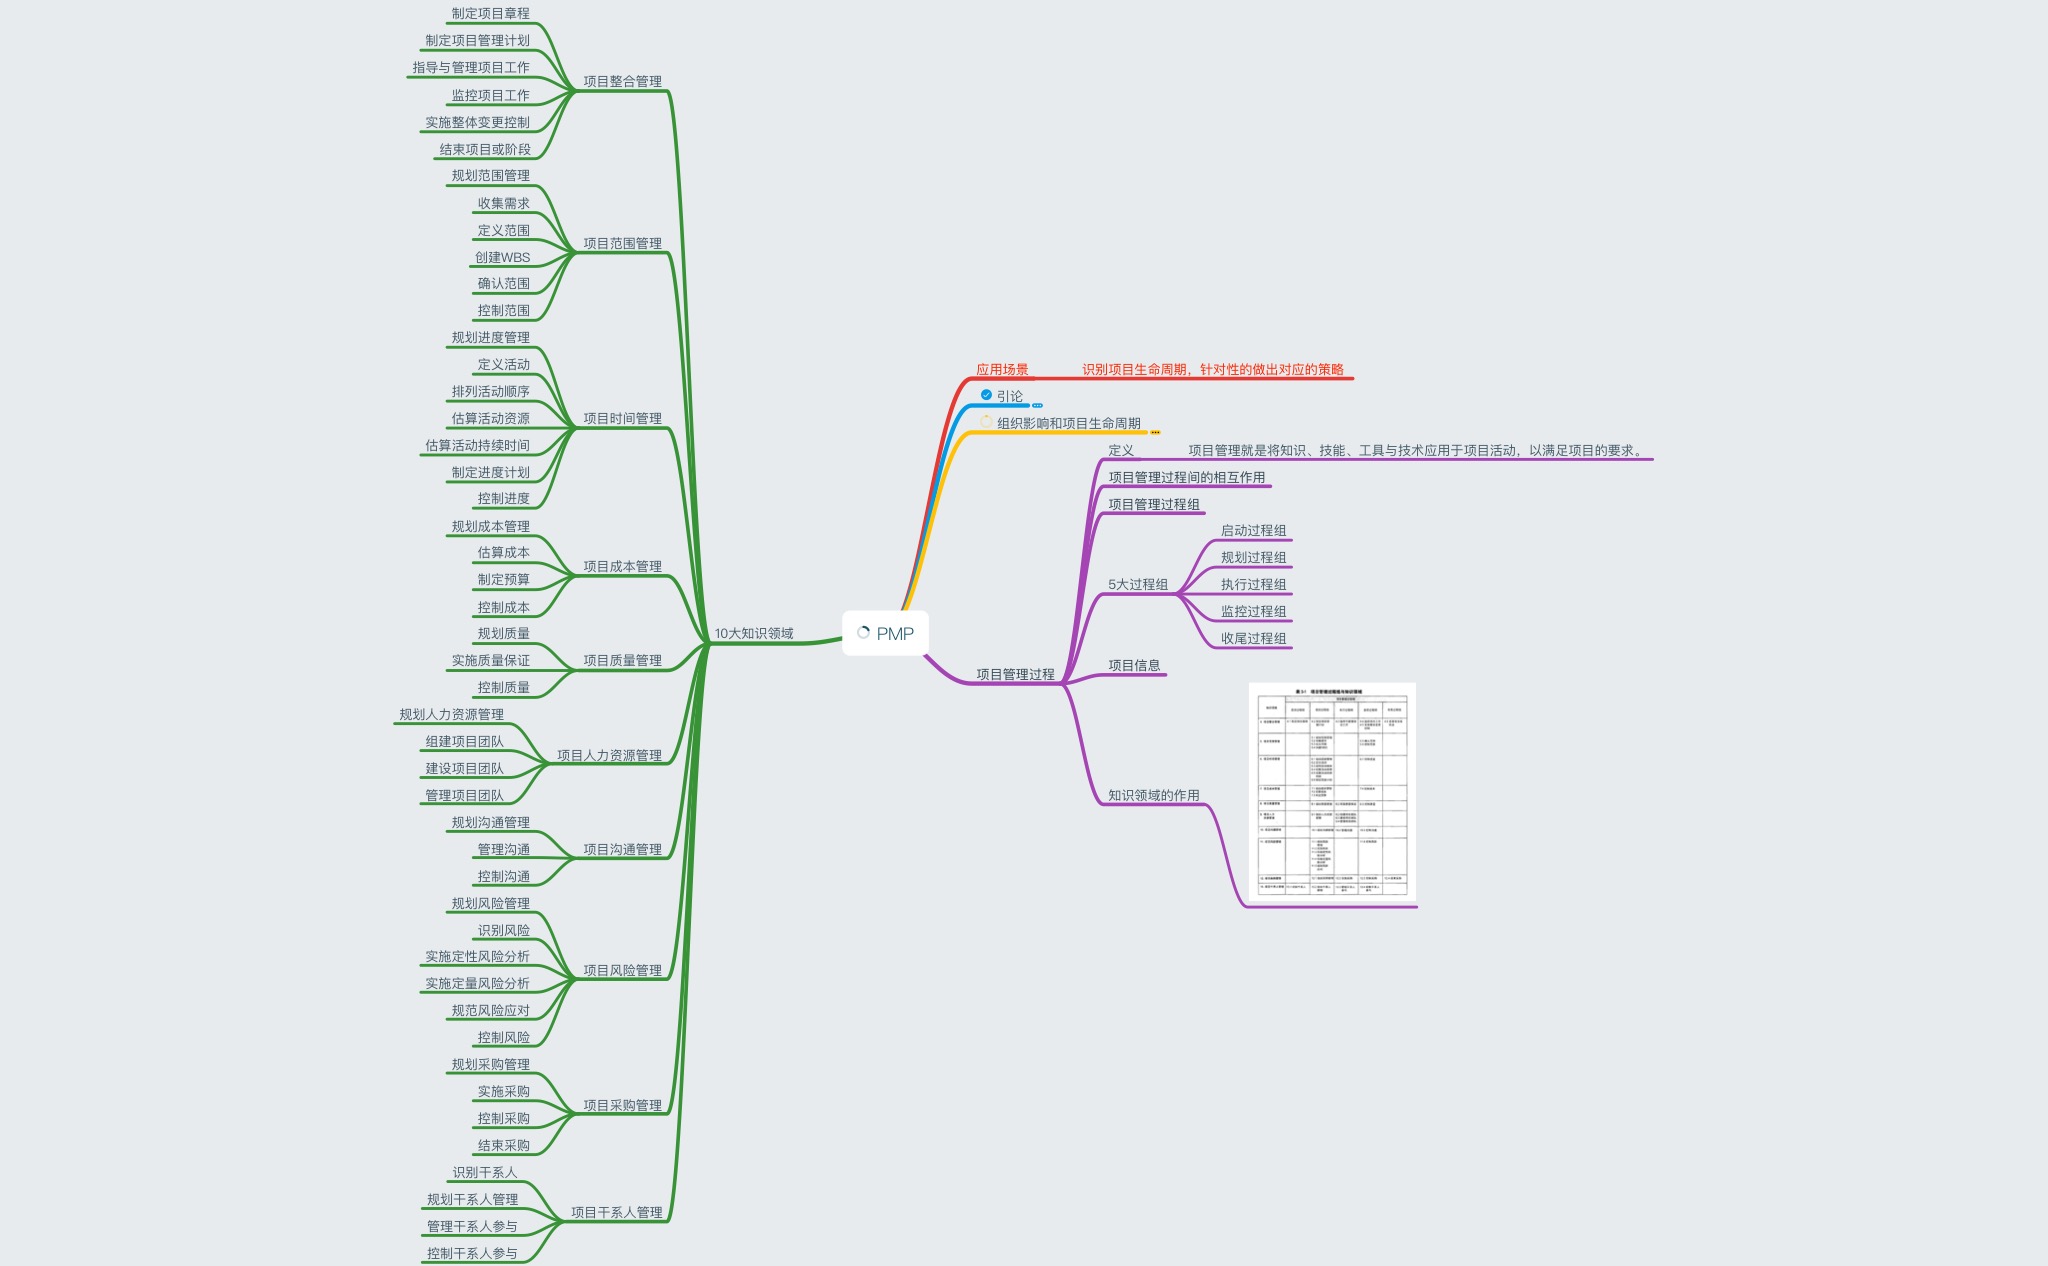 制定项目章程
制定项目管理计划
指导与管理项目工作
监控项目工作
实施整体变更控制
结束项目或阶段
项目整合管理
规划范围管理
收集需求
定义范围
创建WBS
确认范围
控制范围
项目范围管理
规划进度管理
定义活动
排列活动顺序
估算活动资源
估算活动持续时间
制定进度计划
控制进度
项目时间管理
规划成本管理
估算成本
制定预算
控制成本
项目成本管理
规划质量
实施质量保证
控制质量
项目质量管理
规划人力资源管理
组建项目团队
建设项目团队
管理项目团队
项目人力资源管理
规划沟通管理
管理沟通
控制沟通
项目沟通管理
规划风险管理
识别风险
实施定性风险分析
实施定量风险分析
规范风险应对
控制风险
项目风险管理
规划采购管理
实施采购
控制采购
结束采购
项目采购管理
识别干系人
规划干系人管理
管理干系人参与
控制干系人参与
项目干系人管理
10大知识领域
PMP
应用场景
识别项目生命周期，针对性的做出对应的策略
引论
组织影响和项目生命周期
项目管理过程
定义
项目管理就是将知识、技能、工具与技术应用于项目活动，以满足项目的要求。
项目管理过程间的相互作用
项目管理过程组
5大过程组
启动过程组
规划过程组
执行过程组
监控过程组
收尾过程组
项目信息
知识领域的作用